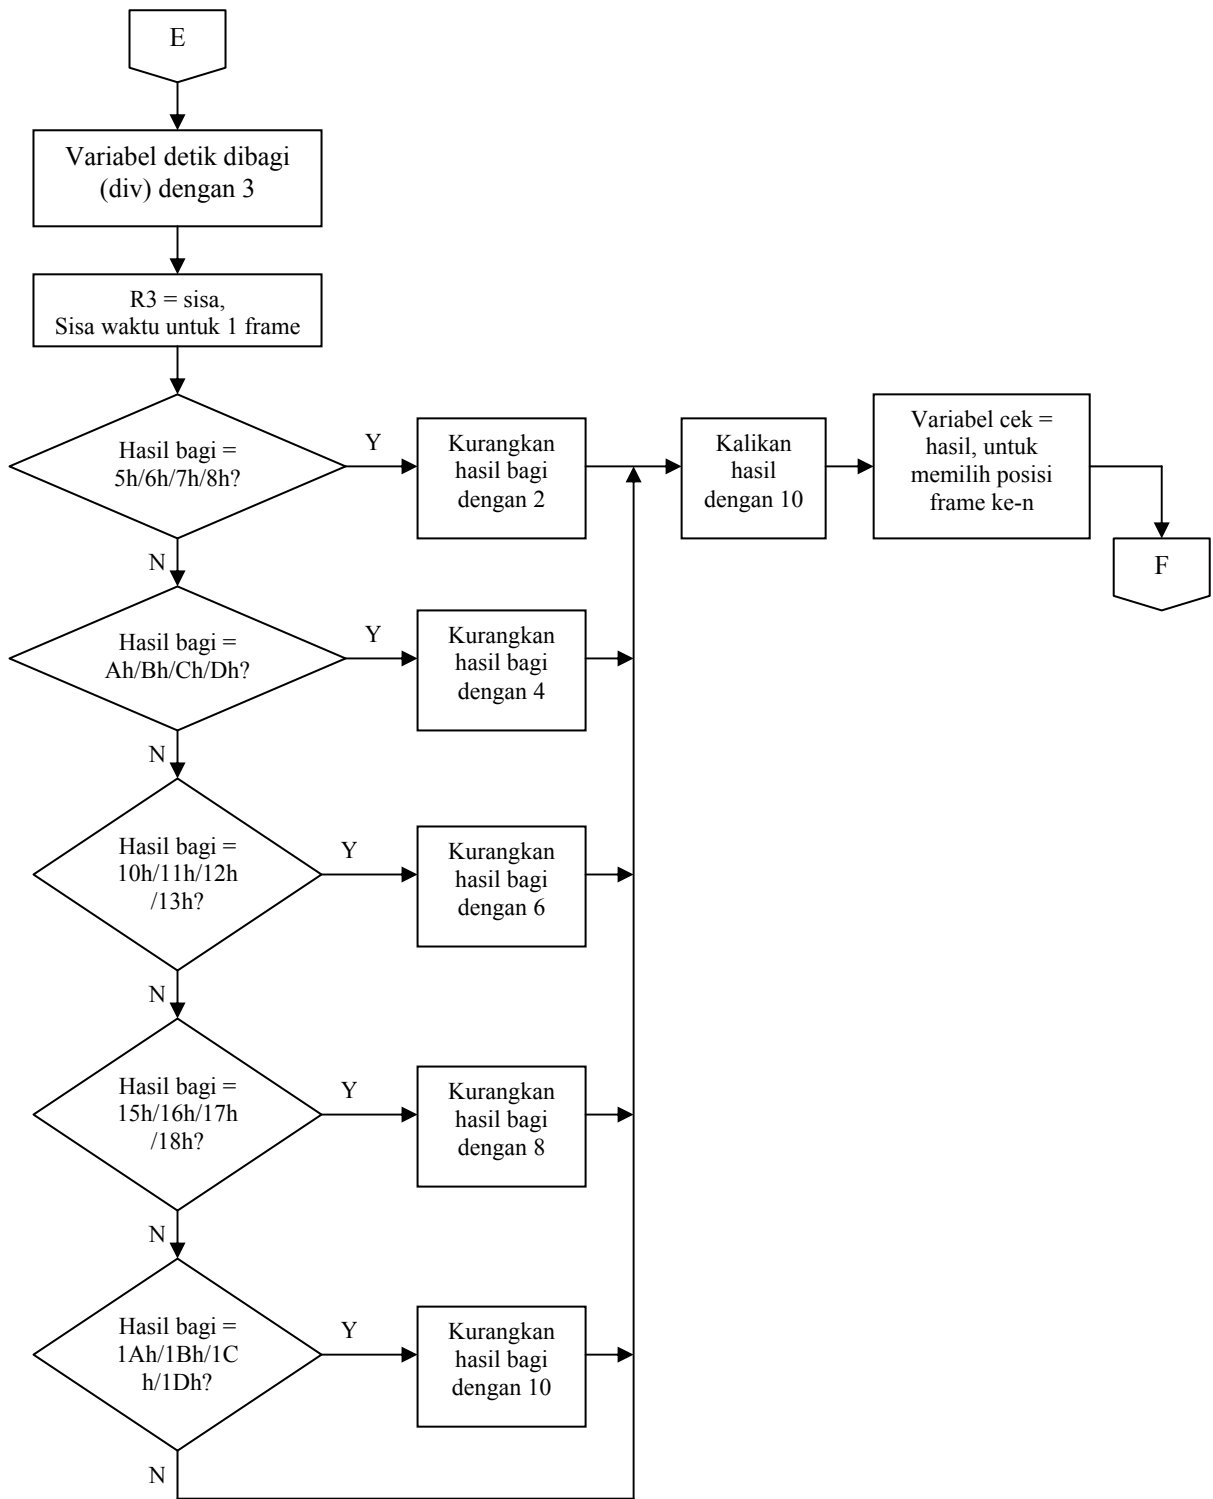 E
Variabel detik dibagi
(div) dengan 3
R3 = sisa,
Sisa waktu untuk 1 frame
Hasil bagi =
5h/6h/7h/8h?
Y
Kurangkan
hasil bagi
dengan 2
Kalikan
hasil
dengan 10
Variabel cek =
hasil, untuk
memilih posisi
frame ke-n
F
N
Hasil bagi =
Ah/Bh/Ch/Dh?
Y
Kurangkan
hasil bagi
dengan 4
N
Hasil bagi =
10h/11h/12h
/13h?
Y
Kurangkan
hasil bagi
dengan 6
N
Hasil bagi =
15h/16h/17h
/18h?
Y
Kurangkan
hasil bagi
dengan 8
N
Hasil bagi =
1Ah/1Bh/1C
h/1Dh?
Y
Kurangkan
hasil bagi
dengan 10
N